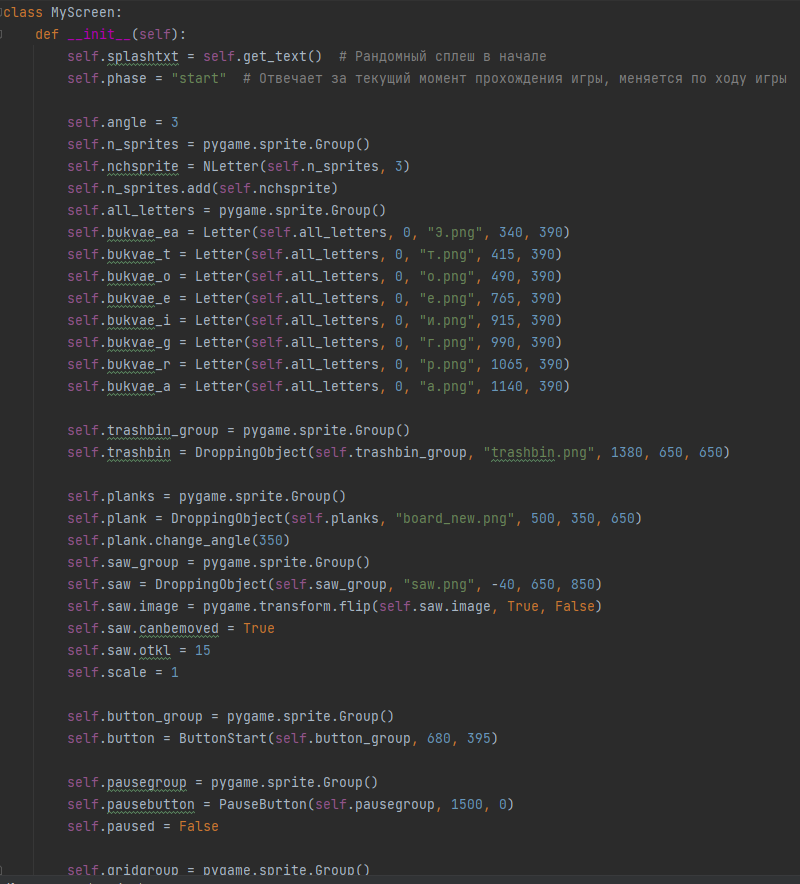 class MyScreen:
    def __init__(self):
        self.splashtxt = self.get_text()  # Рандомный сплеш в начале
        self.phase = "start"  # Отвечает за текущий момент прохождения игры, меняется по ходу игры

        self.angle = 3
        self.n_sprites = pygame.sprite.Group()
        self.nchsprite = NLetter(self.n_sprites, 3)
        self.n_sprites.add(self.nchsprite)
        self.all_letters = pygame.sprite.Group()
        self.bukvae_ea = Letter(self.all_letters, 0, "Э.png", 340, 390)
        self.bukvae_t = Letter(self.all_letters, 0, "т.png", 415, 390)
        self.bukvae_o = Letter(self.all_letters, 0, "о.png", 490, 390)
        self.bukvae_e = Letter(self.all_letters, 0, "е.png", 765, 390)
        self.bukvae_i = Letter(self.all_letters, 0, "и.png", 915, 390)
        self.bukvae_g = Letter(self.all_letters, 0, "г.png", 990, 390)
        self.bukvae_r = Letter(self.all_letters, 0, "р.png", 1065, 390)
        self.bukvae_a = Letter(self.all_letters, 0, "а.png", 1140, 390)

        self.trashbin_group = pygame.sprite.Group()
        self.trashbin = DroppingObject(self.trashbin_group, "trashbin.png", 1380, 650, 650)

        self.planks = pygame.sprite.Group()
        self.plank = DroppingObject(self.planks, "board_new.png", 500, 350, 650)
        self.plank.change_angle(350)
        self.saw_group = pygame.sprite.Group()
        self.saw = DroppingObject(self.saw_group, "saw.png", -40, 650, 850)
        self.saw.image = pygame.transform.flip(self.saw.image, True, False)
        self.saw.canbemoved = True
        self.saw.otkl = 15
        self.scale = 1

        self.button_group = pygame.sprite.Group()
        self.button = ButtonStart(self.button_group, 680, 395)

        self.pausegroup = pygame.sprite.Group()
        self.pausebutton = PauseButton(self.pausegroup, 1500, 0)
        self.paused = False

        self.gridgroup = pygame.sprite.Group()